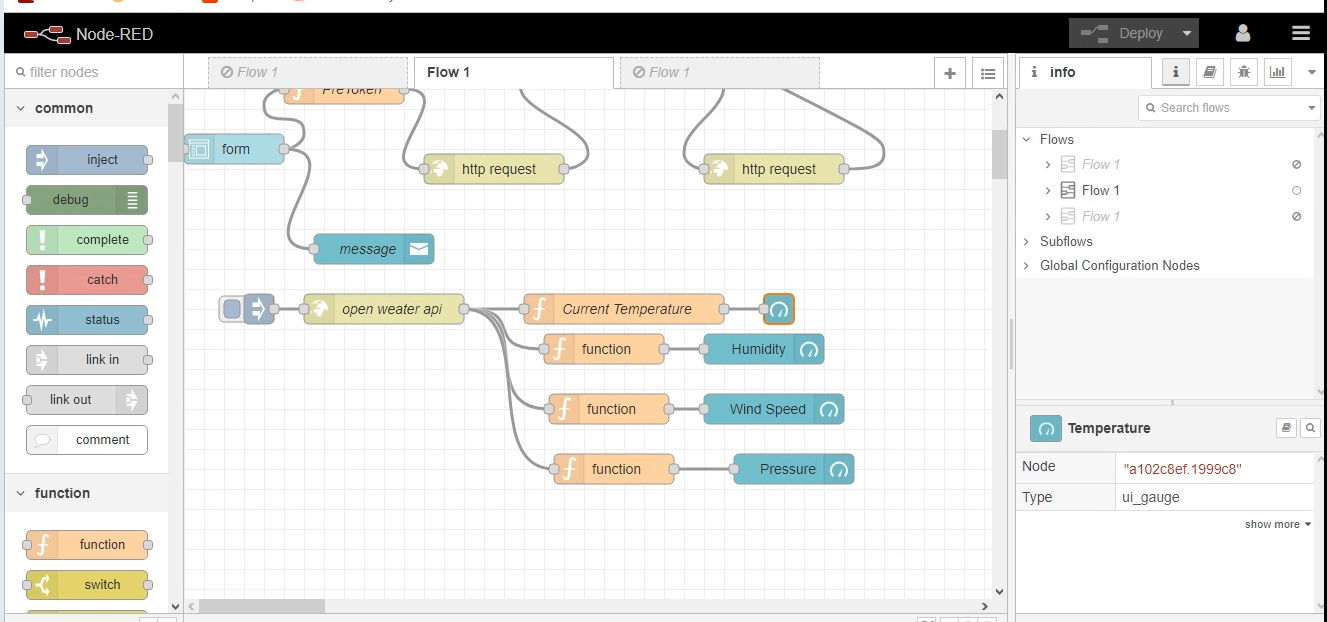 Node-RED
Deploy
filter nodes
Flow 1
Flow 1
Flow 1
info
Search flows
common
inject
debug
complete
catch
status
link in
link out
comment
function
function
switch
PreToken
form
http request
http request
message
open weater api
Current Temperature
function
Humidity
function
Wind Speed
function
Pressure
Flows
Flow 1
Flow 1
Flow 1
Subflows
Global Configuration Nodes
Temperature
Node
"a102c8ef.1999c8"
Type
ui_gauge
show more